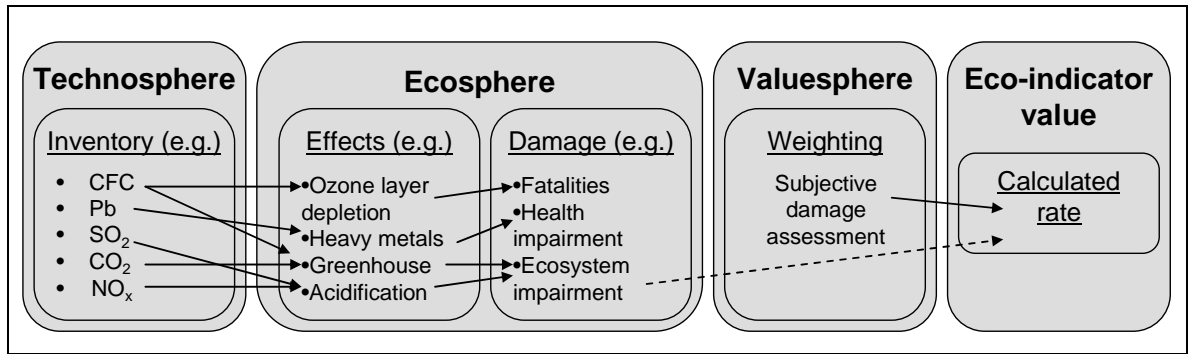 Technosphere
Inventory (e.g.)
• CFC
• Pb
• SO₂
• CO₂
• NOₓ
Ecosphere
Effects (e.g.)
•Ozone layer
depletion
•Heavy metals
•Greenhouse
•Acidification
Damage (e.g.)
•Fatalities
•Health
impairment
•Ecosystem
impairment
Valuesphere
Weighting
Subjective
damage
assessment
Eco-indicator
value
Calculated
rate